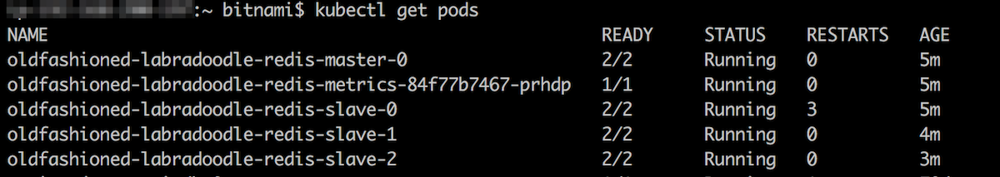 :~ bitnami$ kubectl get pods
NAME READY STATUS RESTARTS AGE
oldfashioned-labradoodle-redis-master-0 2/2 Running 0 5m
oldfashioned-labradoodle-redis-metrics-84f77b7467-prhdp 1/1 Running 0 5m
oldfashioned-labradoodle-redis-slave-0 2/2 Running 3 5m
oldfashioned-labradoodle-redis-slave-1 2/2 Running 0 4m
oldfashioned-labradoodle-redis-slave-2 2/2 Running 0 3m